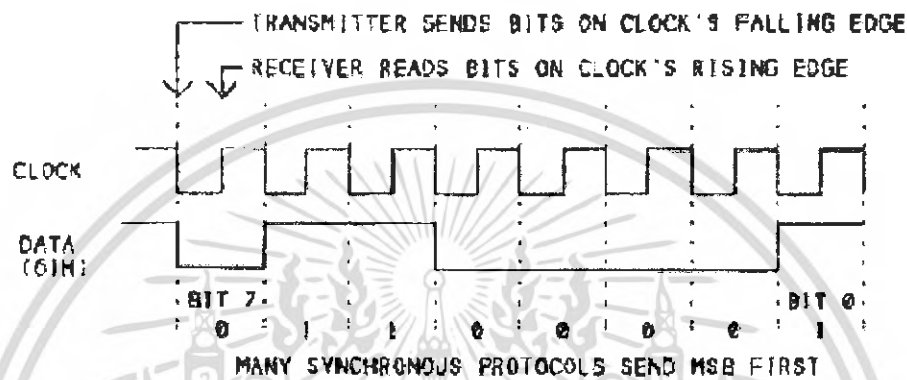 TRANSMITTER SENDS BITS ON CLOCK'S FALLING EDGE
RECEIVER READS BITS ON CLOCK'S RISING EDGE
CLOCK
DATA
(61H)
BIT 7 BIT 0
0 1 1 0 0 0 0 1
MANY SYNCHRONOUS PROTOCOLS SEND MSB FIRST